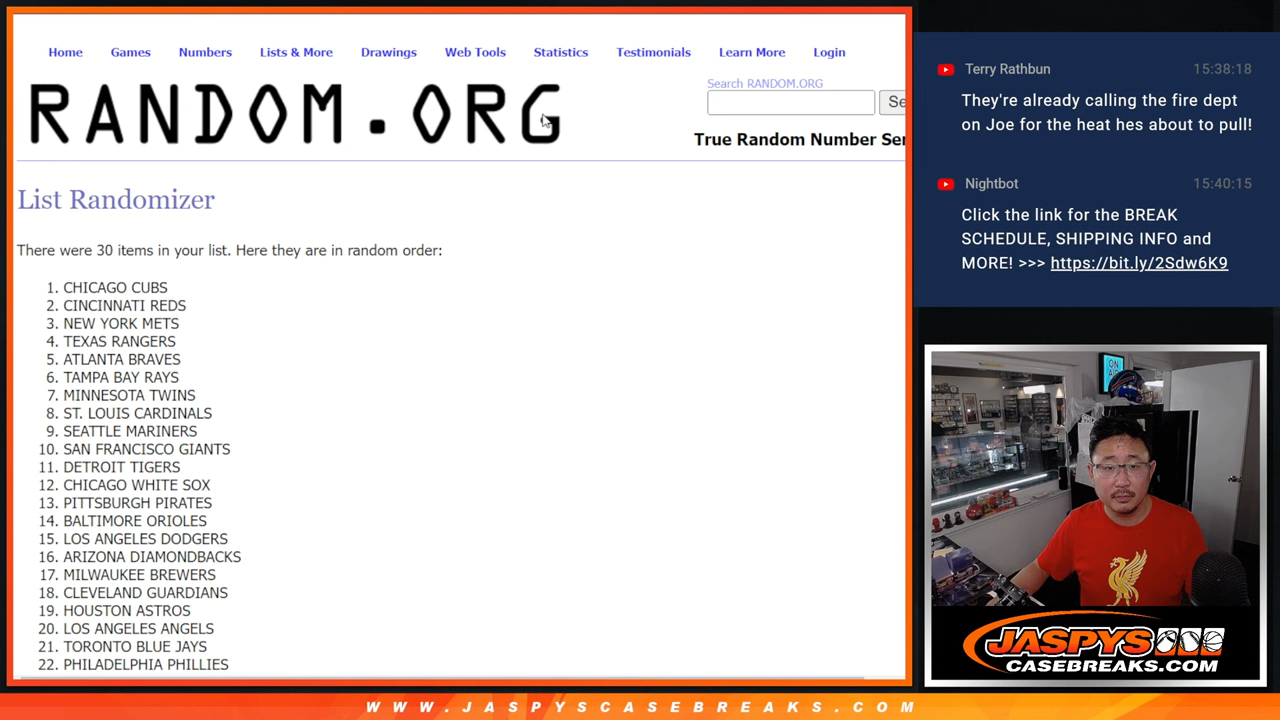 Home Games Numbers Lists & More Drawings Web Tools Statistics Testimonials Learn More Login
RANDOM.ORG
Search RANDOM.ORG
Se
True Random Number Ser
List Randomizer
There were 30 items in your list. Here they are in random order:
1. CHICAGO CUBS
2. CINCINNATI REDS
3. NEW YORK METS
4. TEXAS RANGERS
5. ATLANTA BRAVES
6. TAMPA BAY RAYS
7. MINNESOTA TWINS
8. ST. LOUIS CARDINALS
9. SEATTLE MARINERS
10. SAN FRANCISCO GIANTS
11. DETROIT TIGERS
12. CHICAGO WHITE SOX
13. PITTSBURGH PIRATES
14. BALTIMORE ORIOLES
15. LOS ANGELES DODGERS
16. ARIZONA DIAMONDBACKS
17. MILWAUKEE BREWERS
18. CLEVELAND GUARDIANS
19. HOUSTON ASTROS
20. LOS ANGELES ANGELS
21. TORONTO BLUE JAYS
22. PHILADELPHIA PHILLIES
Terry Rathbun 15:38:18
They're already calling the fire dept
on Joe for the heat hes about to pull!
Nightbot 15:40:15
Click the link for the BREAK
SCHEDULE, SHIPPING INFO and
MORE! >>> https://bit.ly/2Sdw6K9
JASPYS
CASEBREAKS.COM
WWW.JASPYSCASEBREAKS.COM